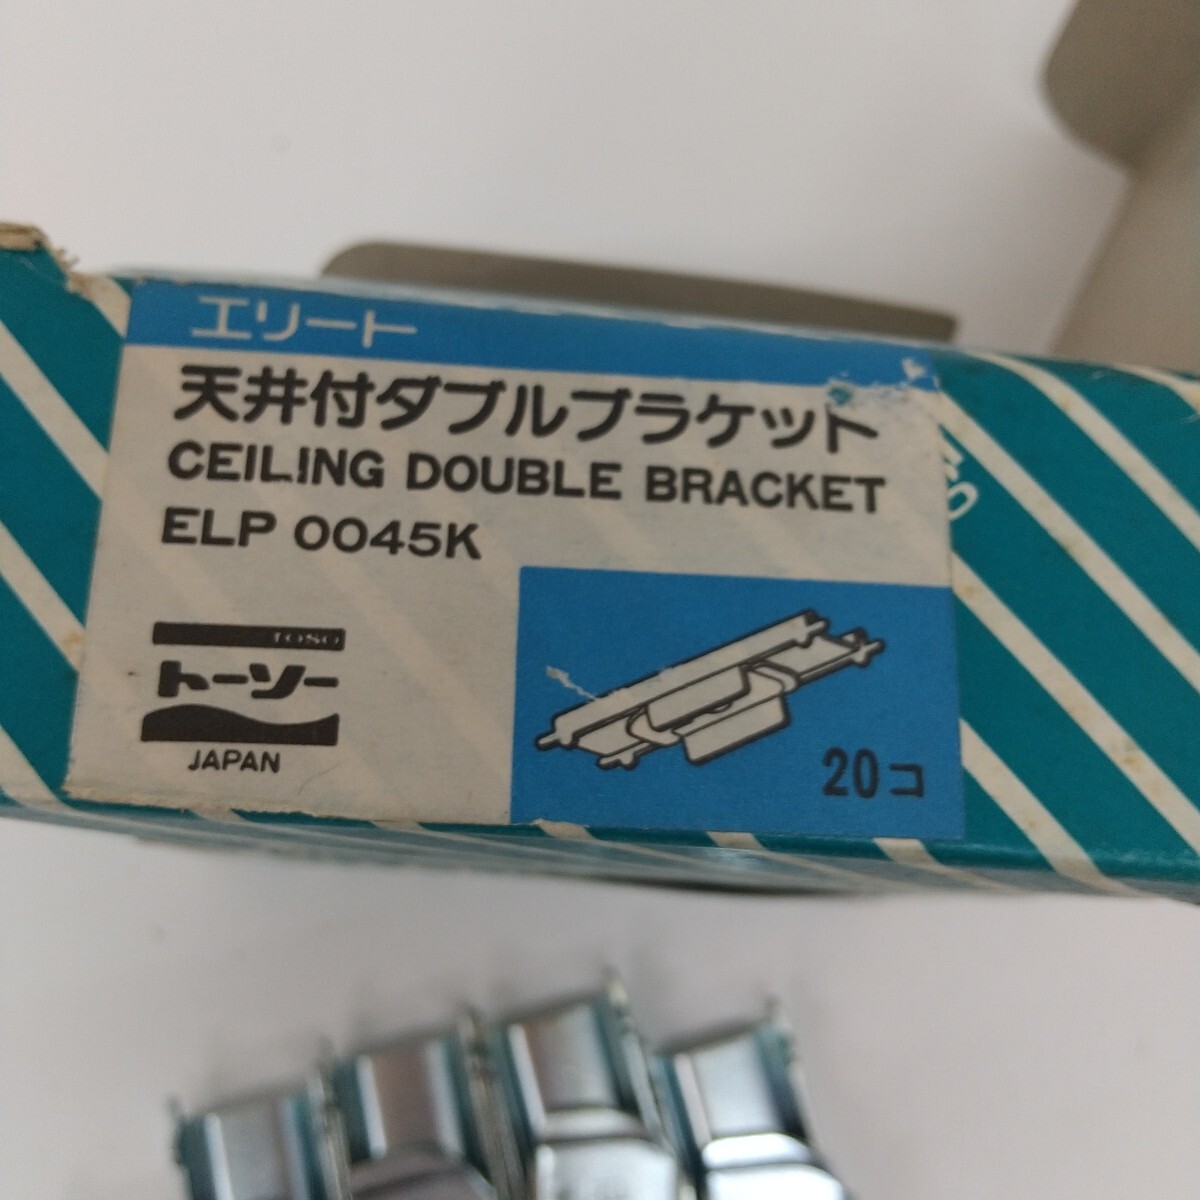 エリート
天井付ダブルブラケット
CEILING DOUBLE BRACKET
ELP 0045K
TOSO
トーソー
JAPAN
20コ